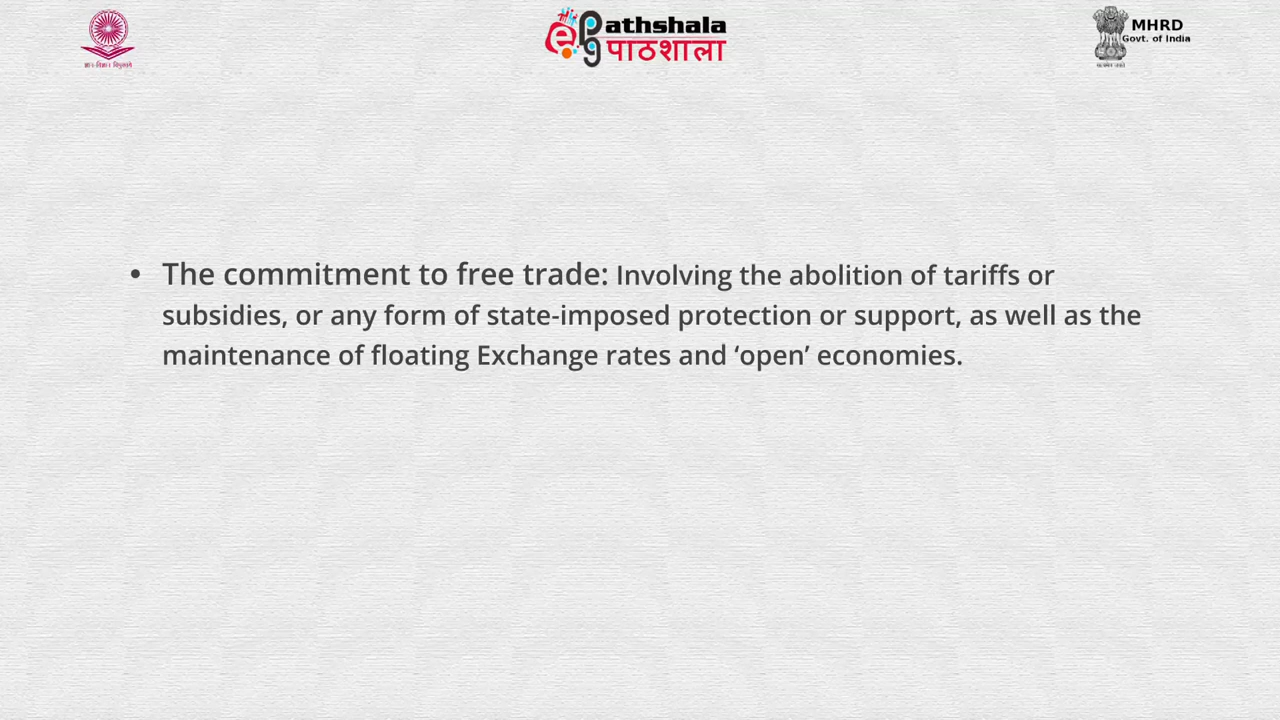 athshala
पाठशाला
MHRD
Govt. of India
• The commitment to free trade: Involving the abolition of tariffs or
subsidies, or any form of state-imposed protection or support, as well as the
maintenance of floating Exchange rates and ‘open’ economies.